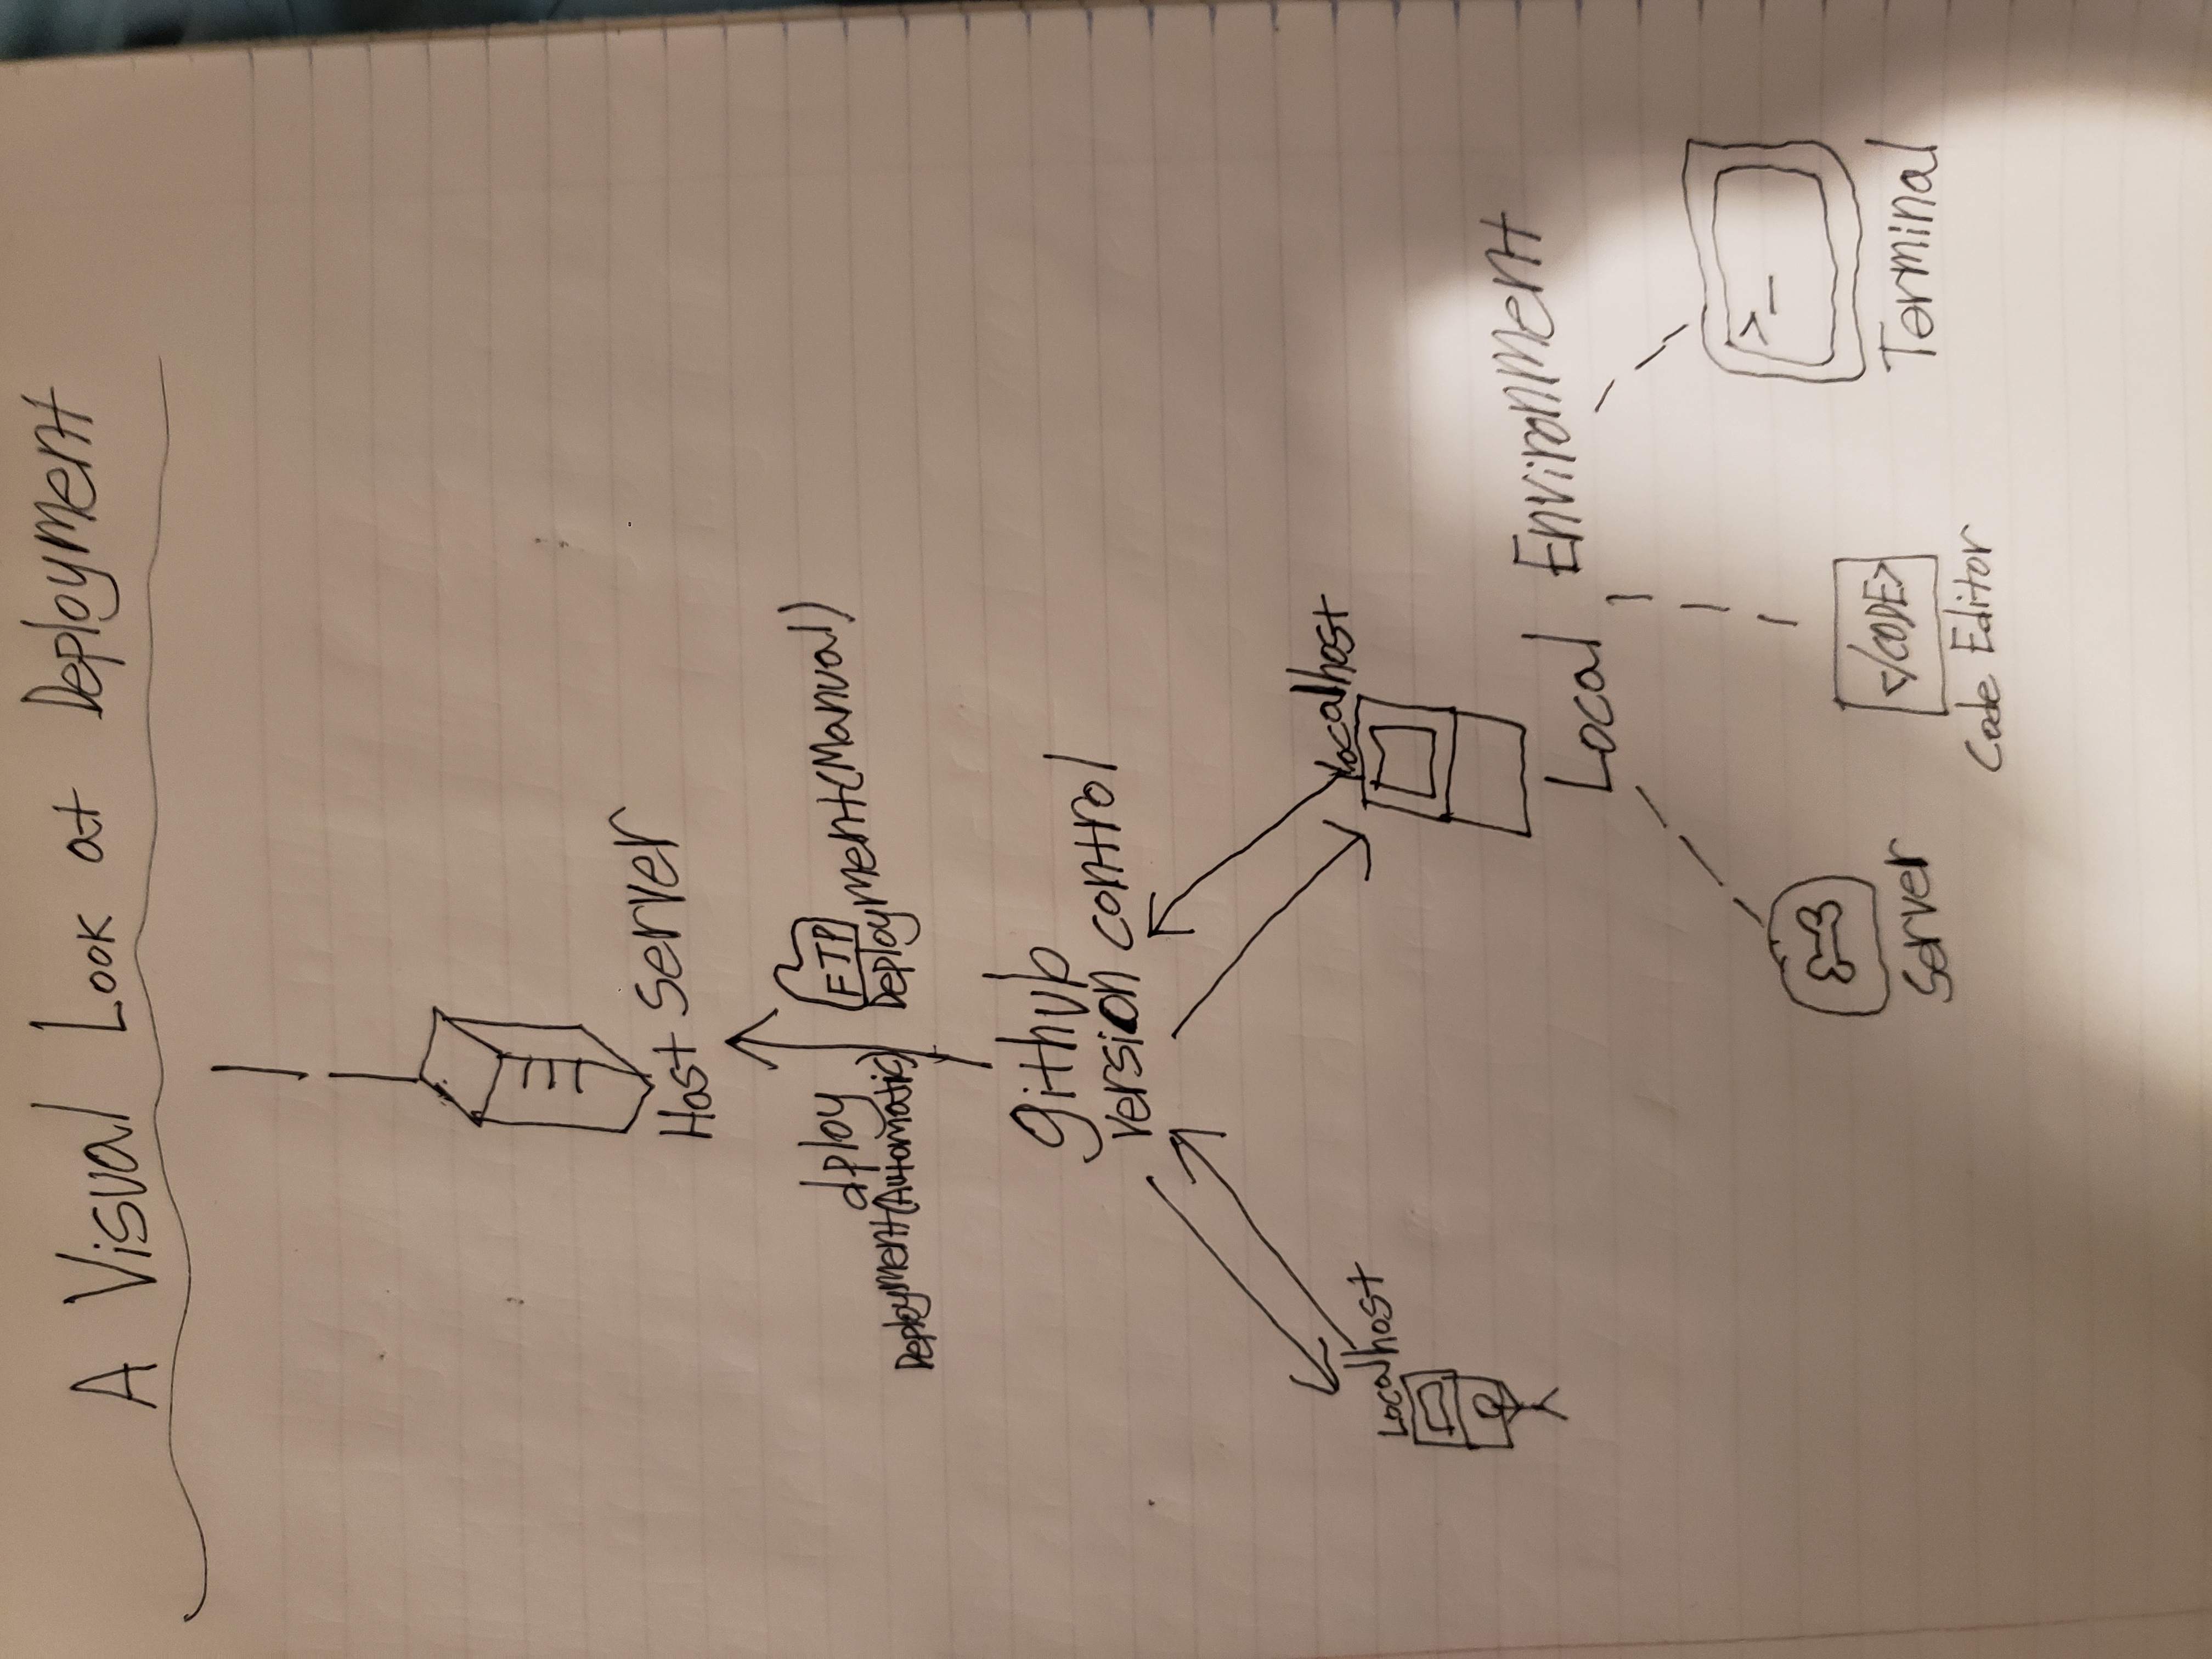 A Visual Look at Deployment
Host Server
dploy
Deployment(Automatic)
FTP
Deployment(Manual)
github
version control
Localhost
localhost
Local Environment
Server
</CODE>
Code Editor
>_
Terminal